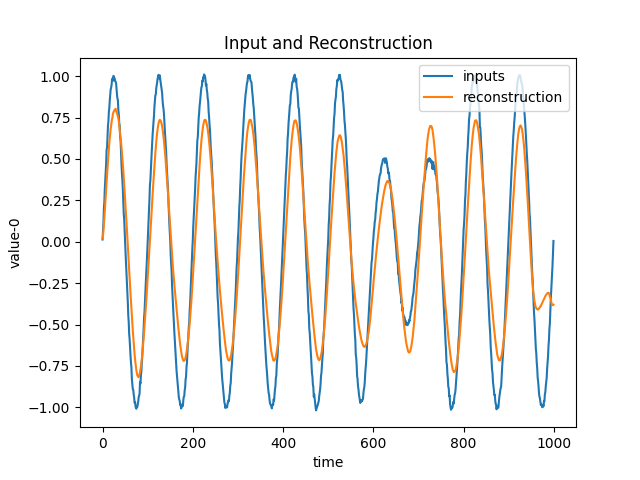 Input and Reconstruction
inputs
reconstruction
1.00
0.75
0.50
0.25
0.00
−0.25
−0.50
−0.75
−1.00
value-0
0 200 400 600 800 1000
time